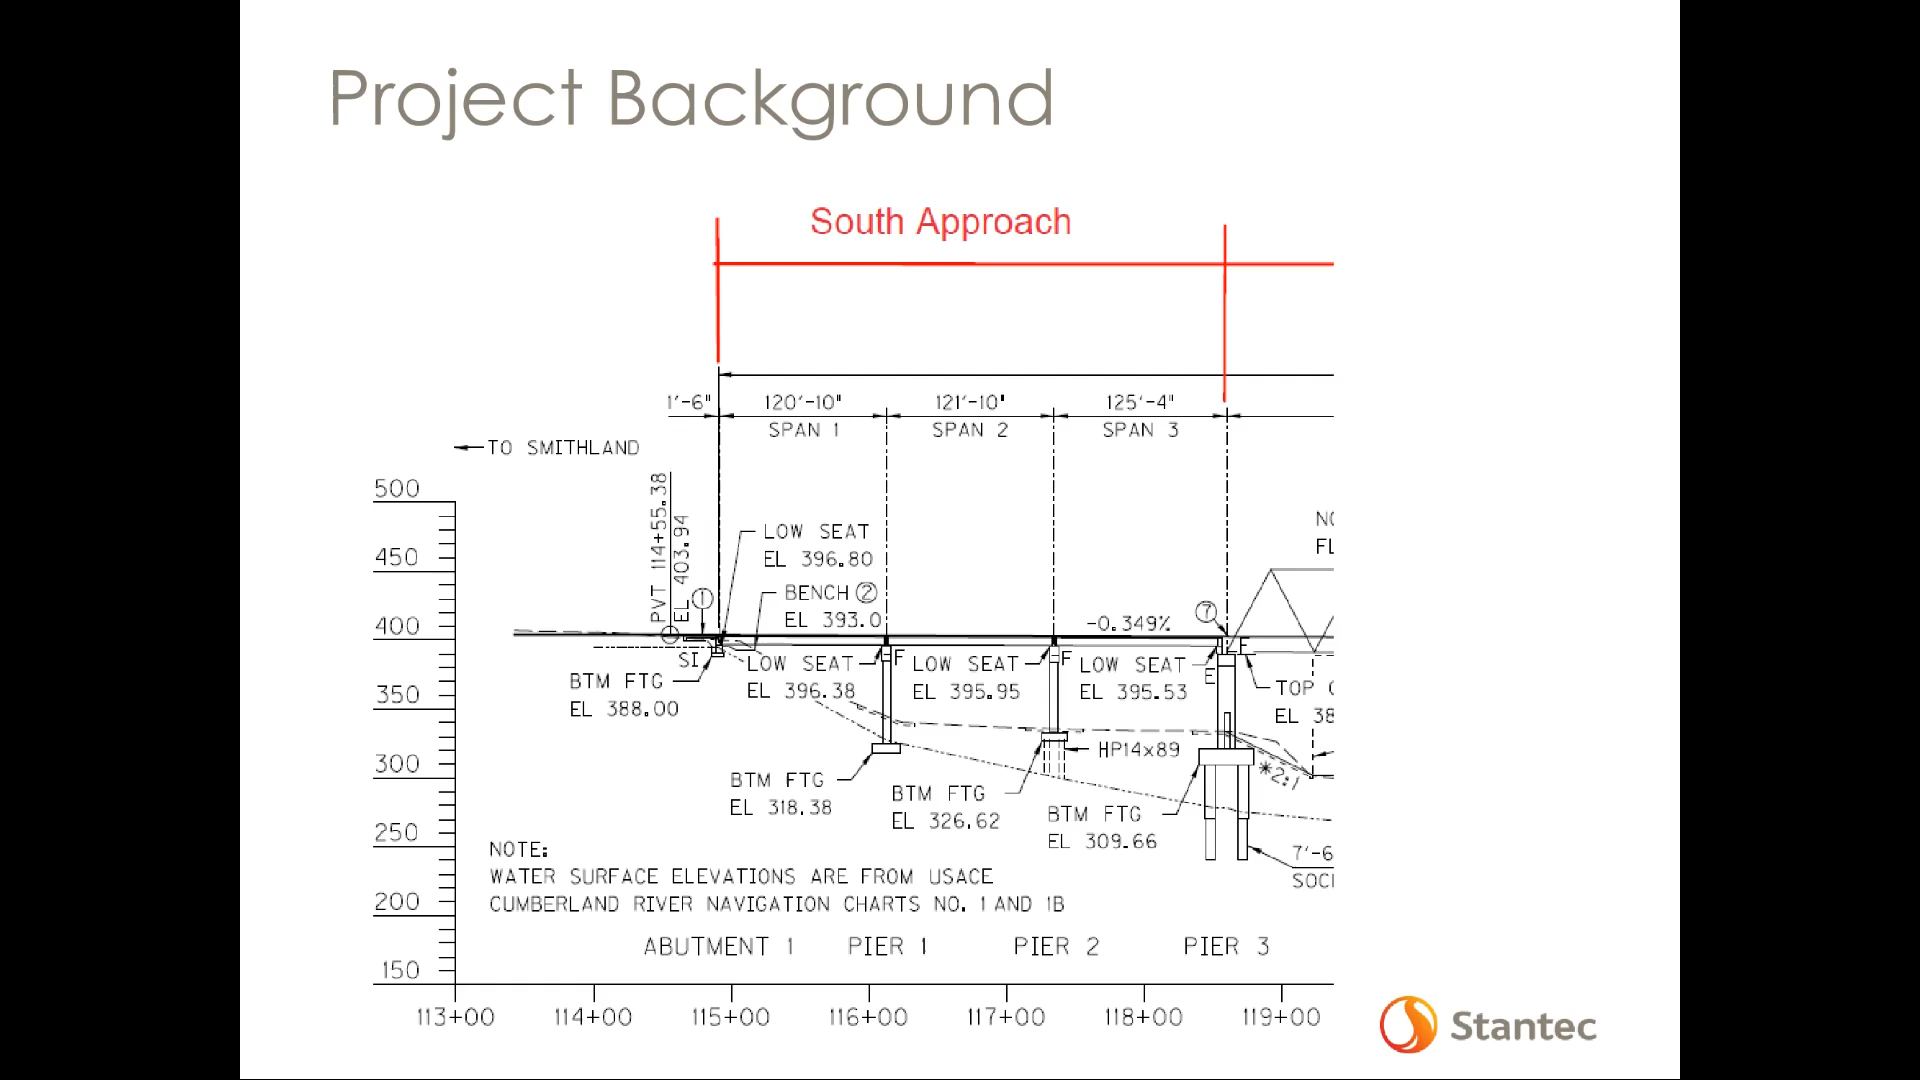 Project Background
South Approach
1'-6" 120'-10" 121'-10" 125'-4"
SPAN 1 SPAN 2 SPAN 3
TO SMITHLAND
500
450
400
350
300
250
200
150
PVT 114+55.38
EL 403.94
LOW SEAT
EL 396.80
BENCH 2
EL 393.0
1
-0.349%
7
SI
F
F
E
F
BTM FTG
EL 388.00
LOW SEAT
EL 396.38
LOW SEAT
EL 395.95
LOW SEAT
EL 395.53
HP14x89
*2:1
BTM FTG
EL 318.38
BTM FTG
EL 326.62
BTM FTG
EL 309.66
TOP
EL 38
7'-6
NOTE:
WATER SURFACE ELEVATIONS ARE FROM USACE
CUMBERLAND RIVER NAVIGATION CHARTS NO. 1 AND 1B
ABUTMENT 1 PIER 1 PIER 2 PIER 3
113+00 114+00 115+00 116+00 117+00 118+00 119+00
Stantec